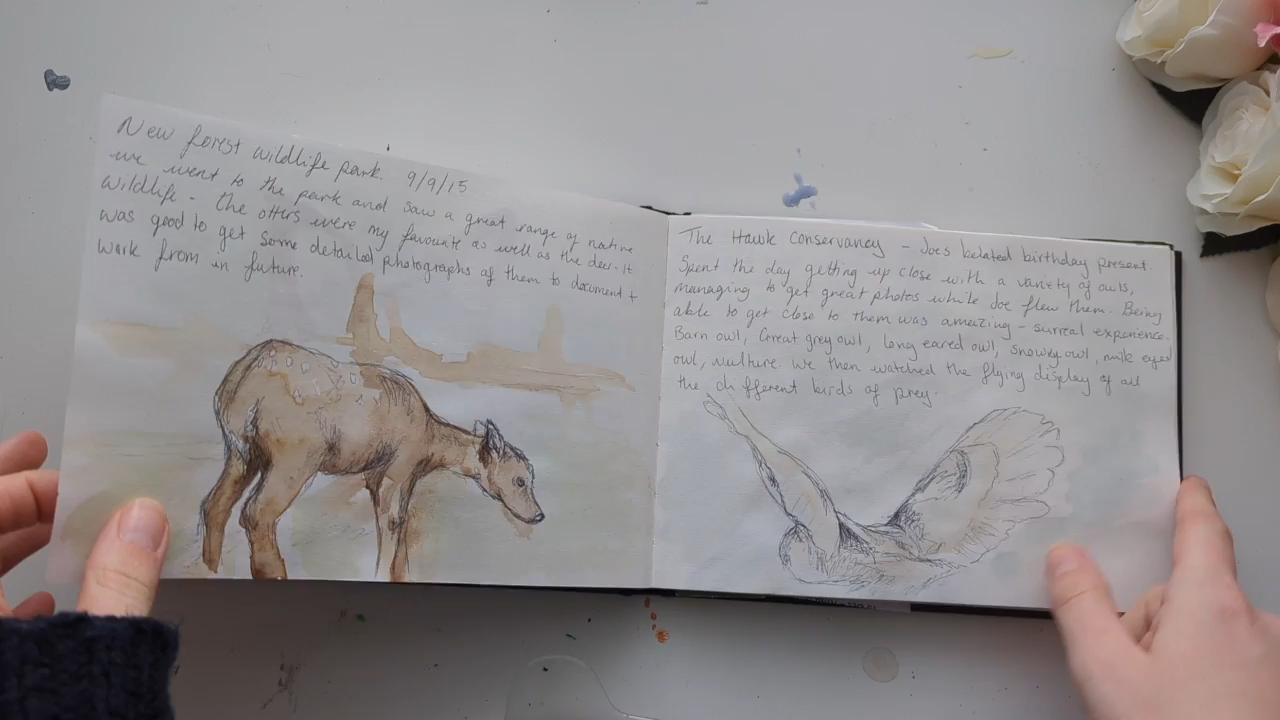 New forest wildlife park. 9/9/15
we went to the park and saw a great range of native
wildlife - the otters were my favourite as well as the deer. It
was good to get some detailed photographs of them to document +
work from in future.
The Hawk Conservancy - Joes belated birthday present.
Spent the day getting up close with a variety of owls,
managing to get great photos while Joe flew them. Being
able to get close to them was amazing - surreal experience.
Barn owl, Great grey owl, long eared owl, snowey owl, milk eyed
owl, vulture. We then watched the flying display of all
the different birds of prey.